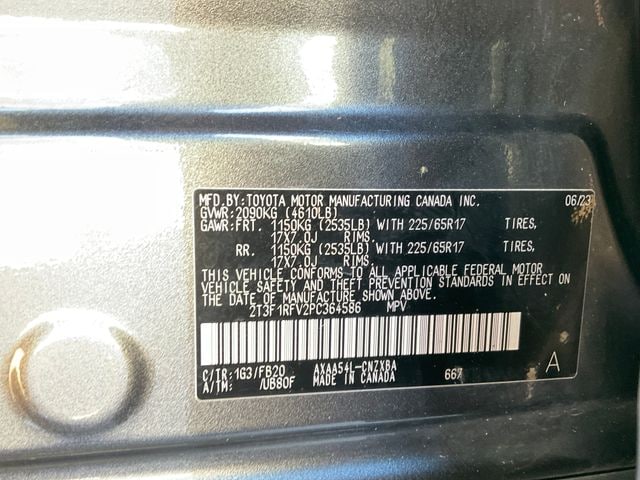 MFD.BY:TOYOTA MOTOR MANUFACTURING CANADA INC. 06/23
GVWR:2090KG (4610LB)
GAWR:FRT. 1150KG (2535LB) WITH 225/65R17 TIRES,
17X7.0J RIMS.
RR. 1150KG (2535LB) WITH 225/65R17 TIRES,
17X7.0J RIMS.
THIS VEHICLE CONFORMS TO ALL APPLICABLE FEDERAL MOTOR
VEHICLE SAFETY AND THEFT PREVENTION STANDARDS IN EFFECT ON
THE DATE OF MANUFACTURE SHOWN ABOVE.
2T3F1RFV2PC364586 MPV
C/TR:1G3/FB20 AXAA54L-CNZXBA 667 A
A/TM: /UB80F MADE IN CANADA